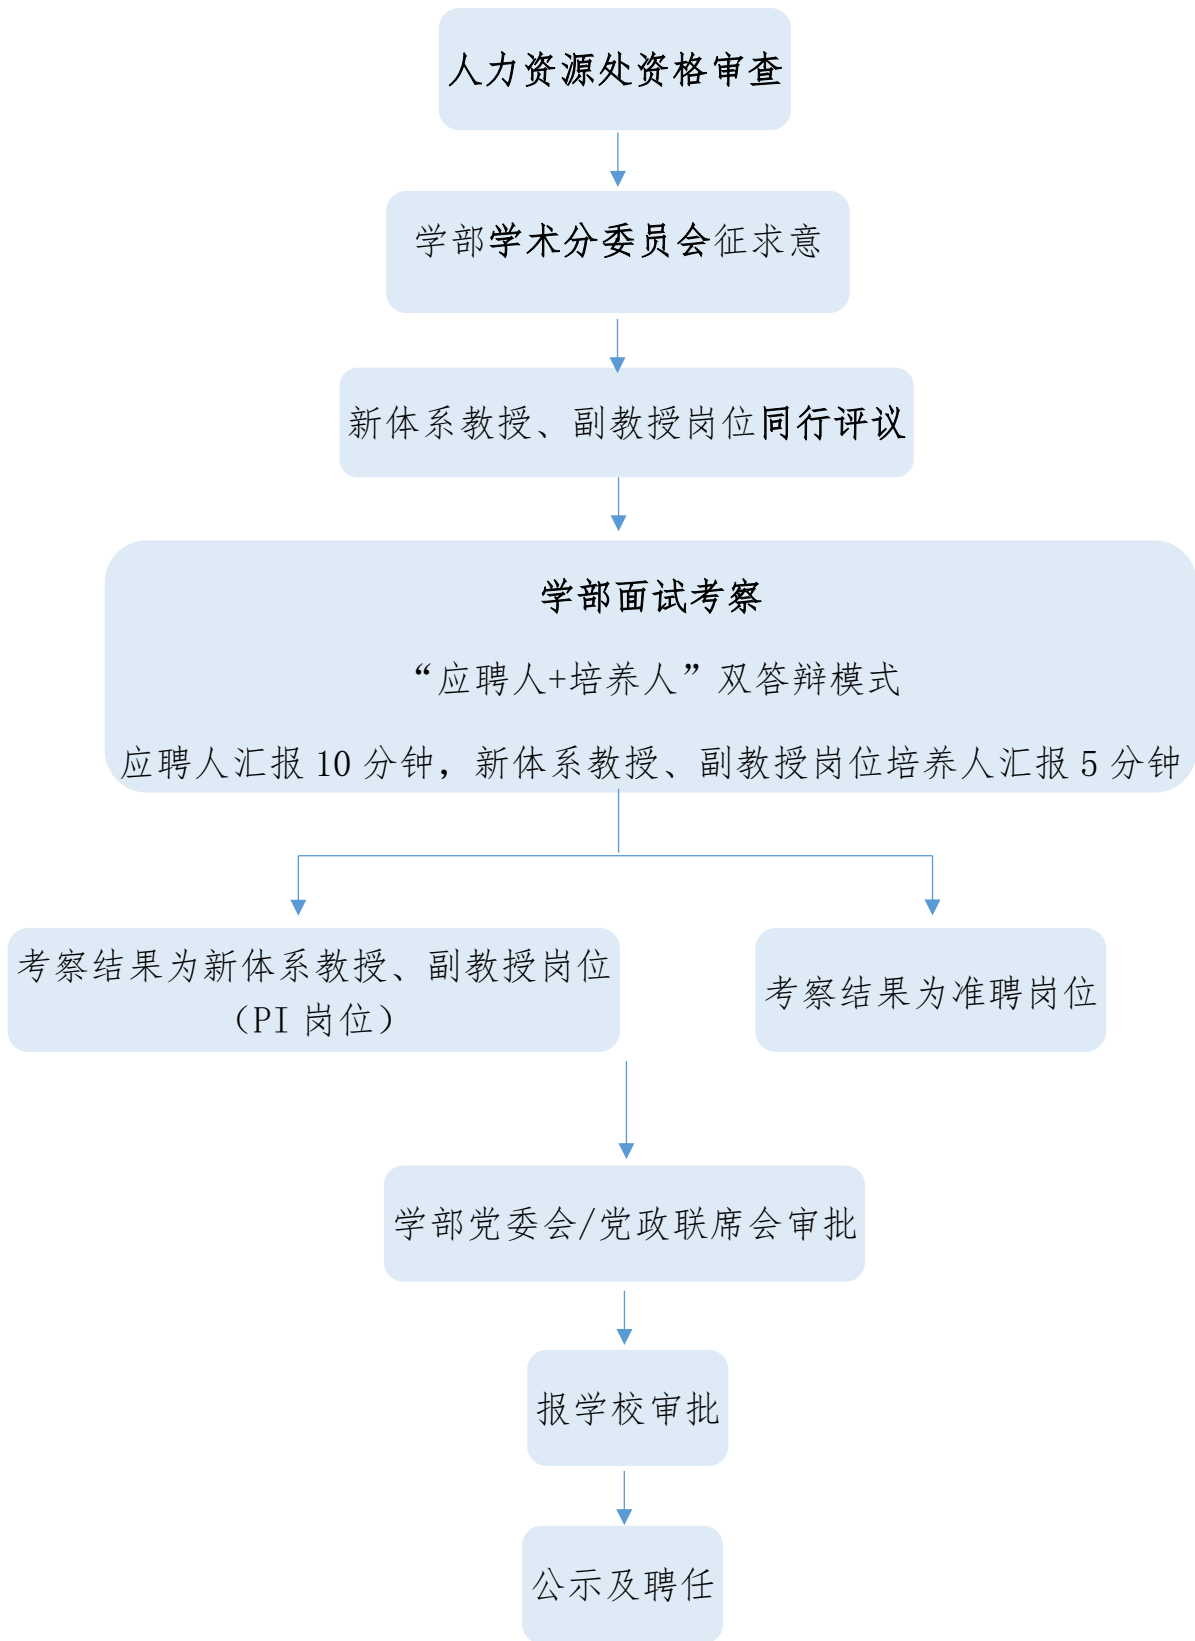 人力资源处资格审查
学部学术分委员会征求意
新体系教授、副教授岗位同行评议
学部面试考察
“应聘人+培养人”双答辩模式
应聘人汇报 10 分钟，新体系教授、副教授岗位培养人汇报 5 分钟
考察结果为新体系教授、副教授岗位
（PI 岗位）
考察结果为准聘岗位
学部党委会/党政联席会审批
报学校审批
公示及聘任